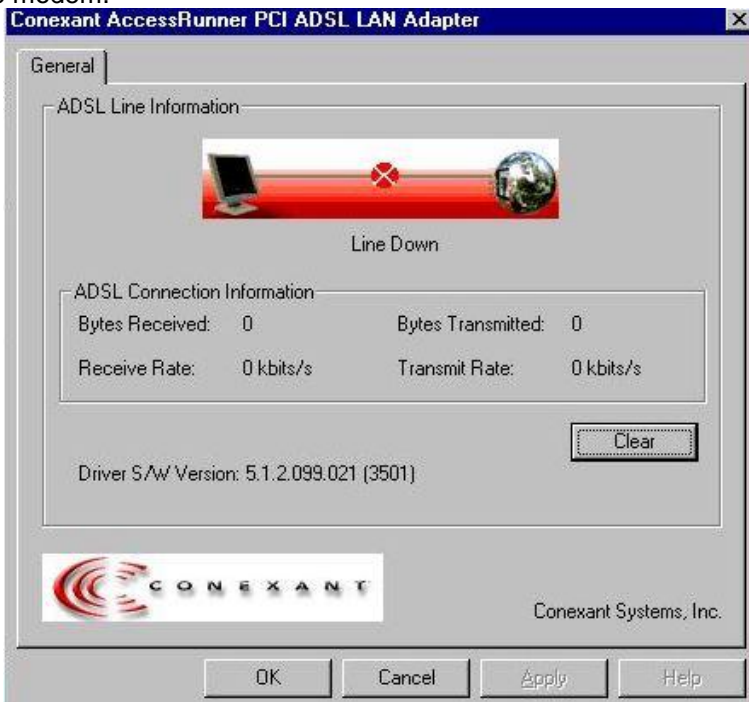 modem.
Conexant AccessRunner PCI ADSL LAN Adapter
General
ADSL Line Information
Line Down
ADSL Connection Information
Bytes Received: 0 Bytes Transmitted: 0
Receive Rate: 0 kbits/s Transmit Rate: 0 kbits/s
Clear
Driver S/W Version: 5.1.2.099.021 (3501)
CONEXANT
Conexant Systems, Inc.
OK Cancel Apply Help